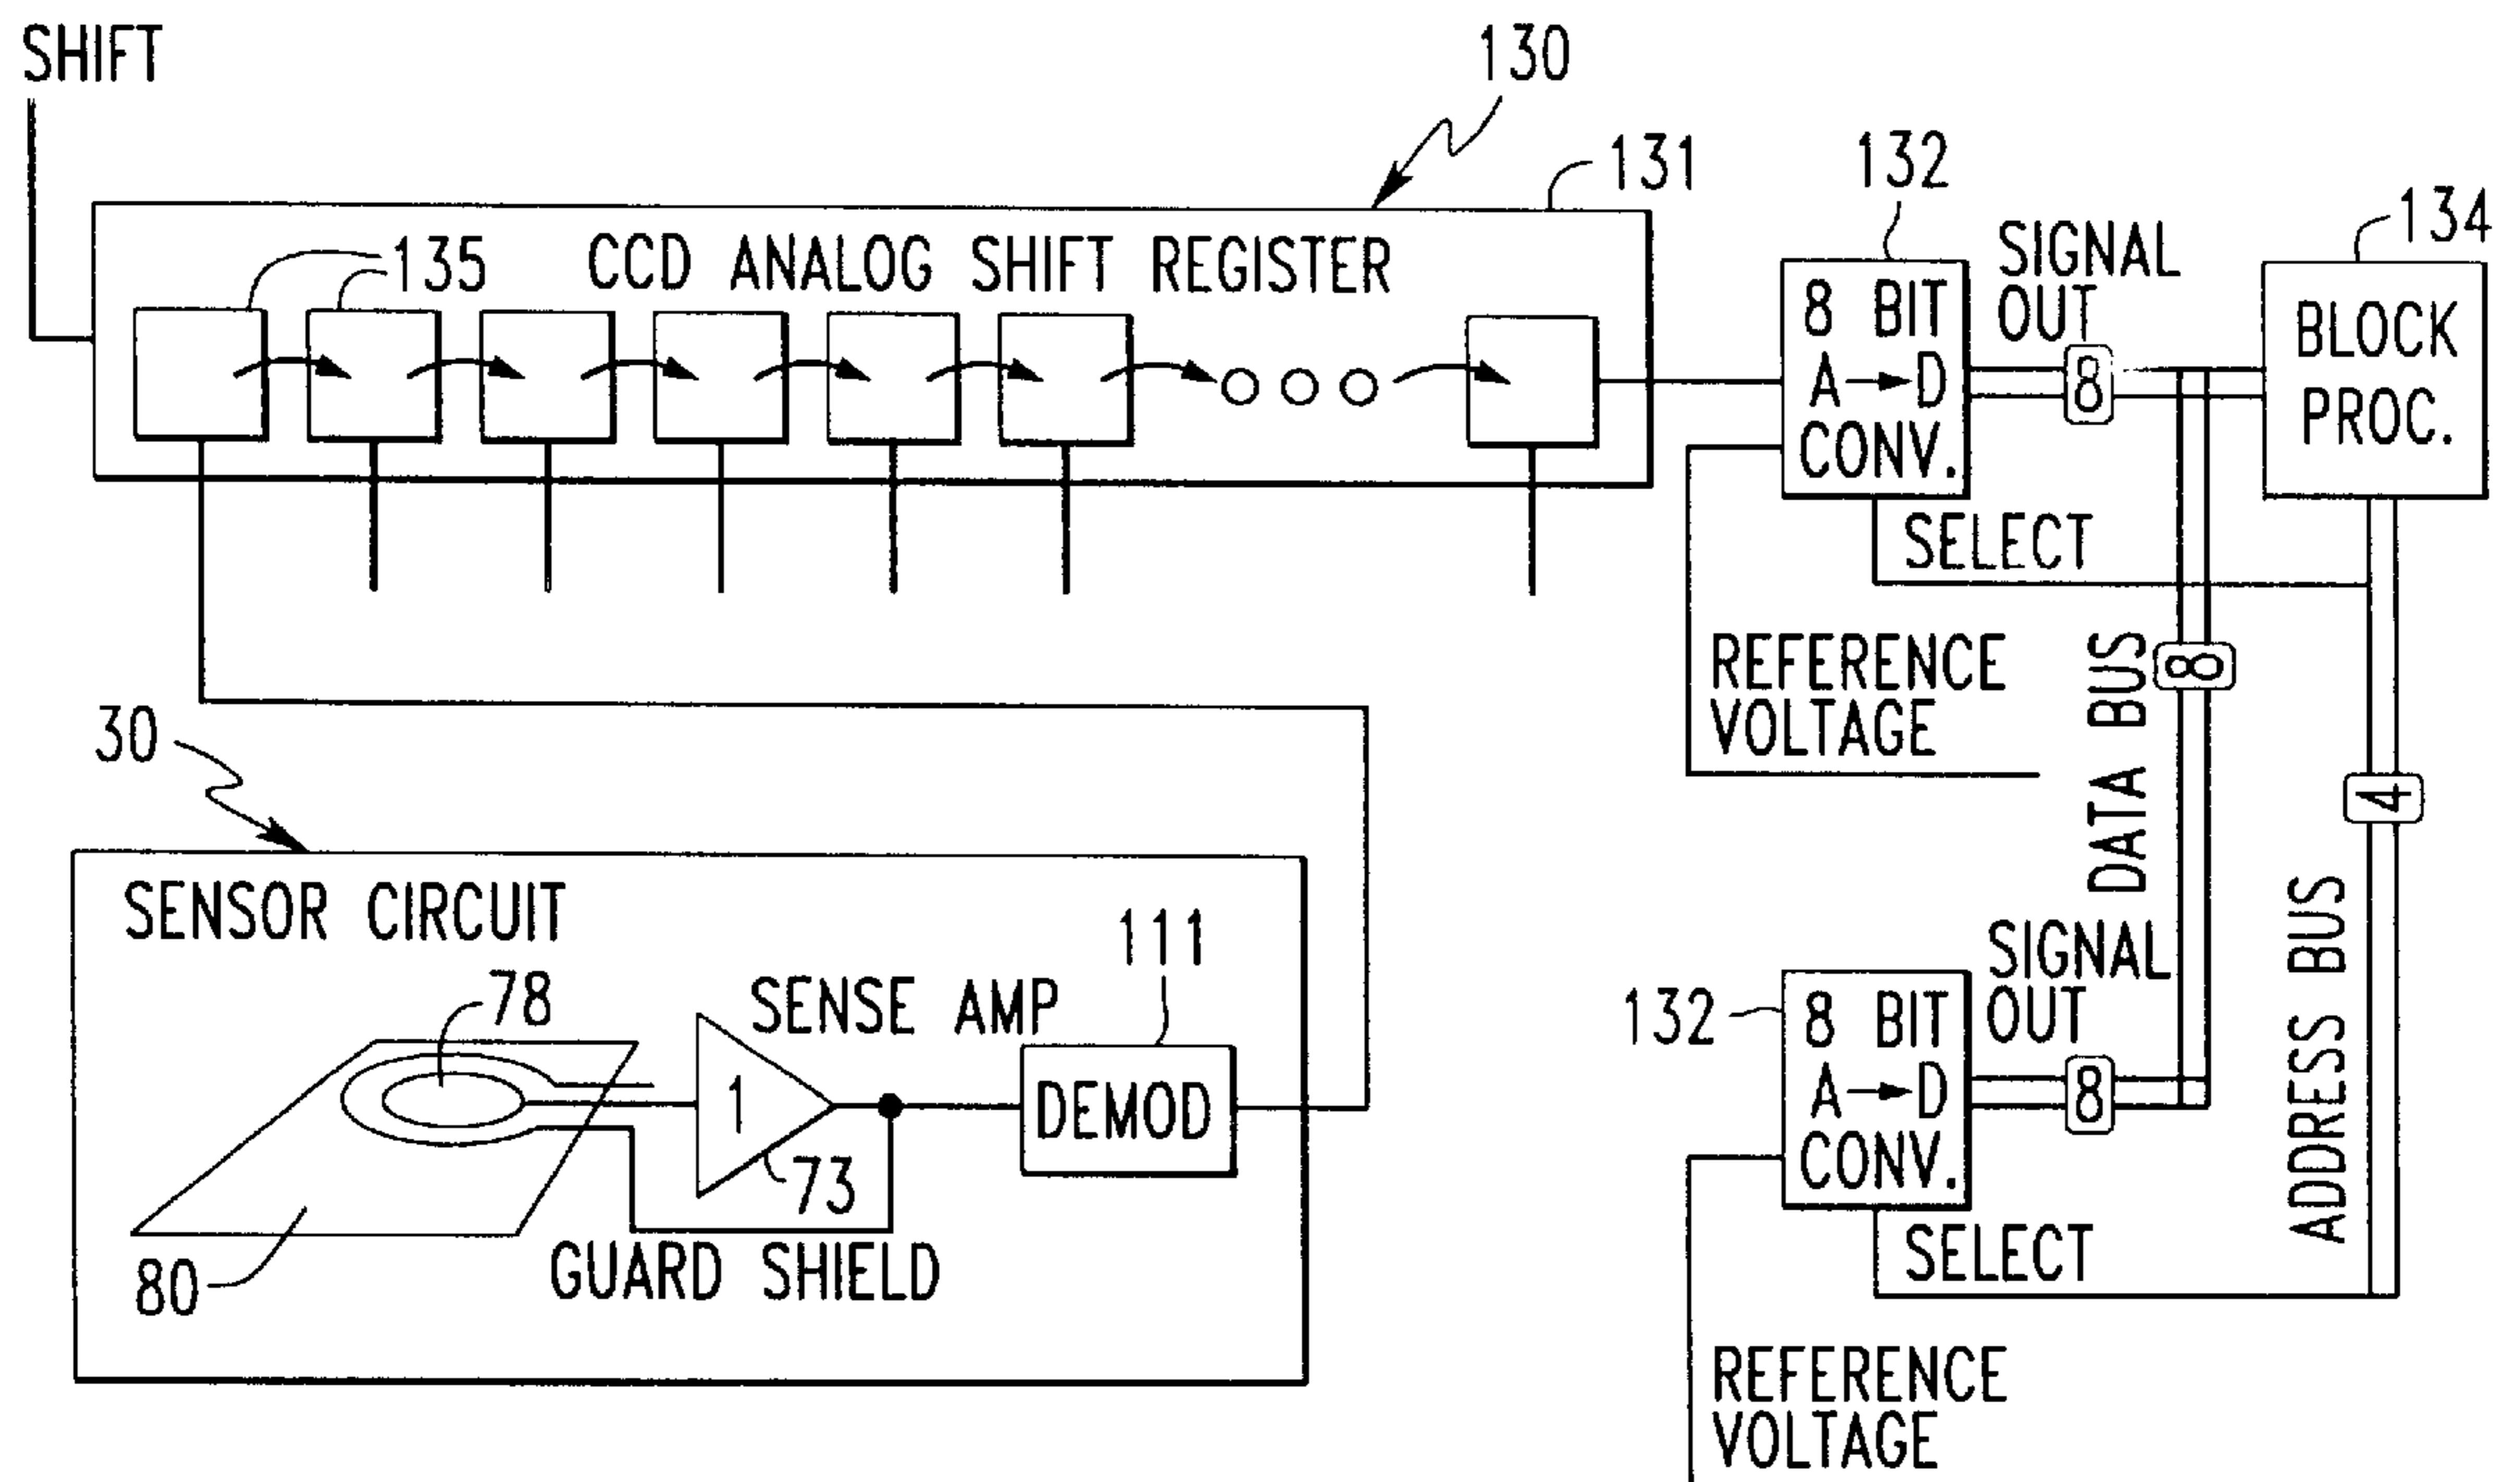 SHIFT
130
131
132
134
135
CCD ANALOG SHIFT REGISTER
8 BIT
A D
CONV.
SIGNAL
OUT
8
BLOCK
PROC.
SELECT
REFERENCE
VOLTAGE
DATA BUS
8
4
ADDRESS BUS
30
SENSOR CIRCUIT
78
SENSE AMP
111
1
73
DEMOD
80
GUARD SHIELD
132
8 BIT
A D
CONV.
SIGNAL
OUT
8
SELECT
REFERENCE
VOLTAGE